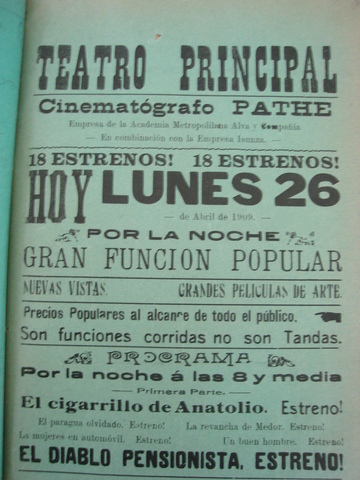 TEATRO PRINCIPAL
Cinematógrafo PATHE
Empresa de la Academia Metropolitana Alva y Compañia
— En combinación con la Empresa Isunza. —
18 ESTRENOS! 18 ESTRENOS!
HOY LUNES 26
— de Abril de 1909. —
POR LA NOCHE
GRAN FUNCION POPULAR
NUEVAS VISTAS. GRANDES PELICULAS DE ARTE.
Precios Populares al alcance de todo el público.
Son funciones corridas no son Tandas.
PROGRAMA
Por la noche á las 8 y media
— Primera Parte. —
El cigarrillo de Anatolio. Estreno!
El paragua olvidado. Estreno! La revancha de Medor. Estreno!
La mujeres en automóvil. Estreno! Un buen hombre. Estreno!
EL DIABLO PENSIONISTA, ESTRENO!